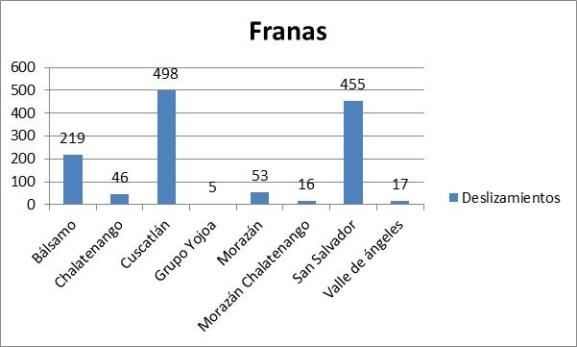 Franas
600
500
400
300
200
100
0
219
46
498
5
53
16
455
17
Bálsamo
Chalatenango
Cuscatlán
Grupo Yojoa
Morazán
Morazán Chalatenango
San Salvador
Valle de ángeles
Deslizamientos